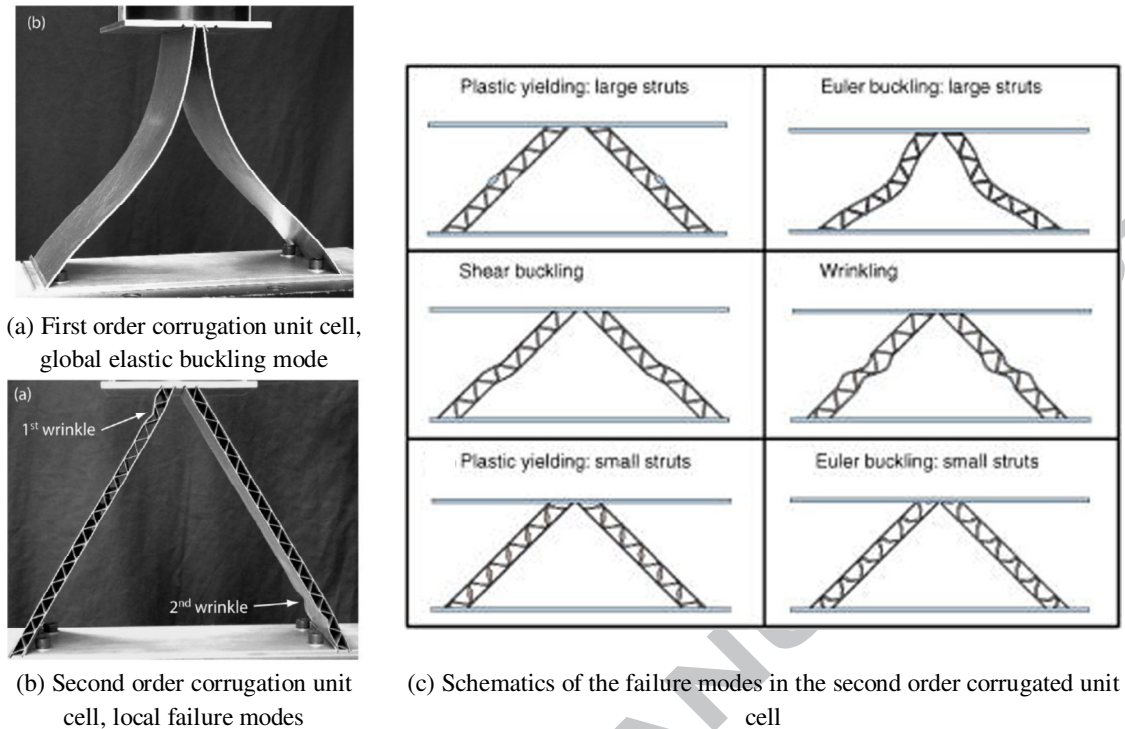 (b)
(a) First order corrugation unit cell,
global elastic buckling mode
(a)
1st wrinkle
2nd wrinkle
(b) Second order corrugation unit
cell, local failure modes
Plastic yielding: large struts
Euler buckling: large struts
Shear buckling
Wrinkling
Plastic yielding: small struts
Euler buckling: small struts
(c) Schematics of the failure modes in the second order corrugated unit
cell